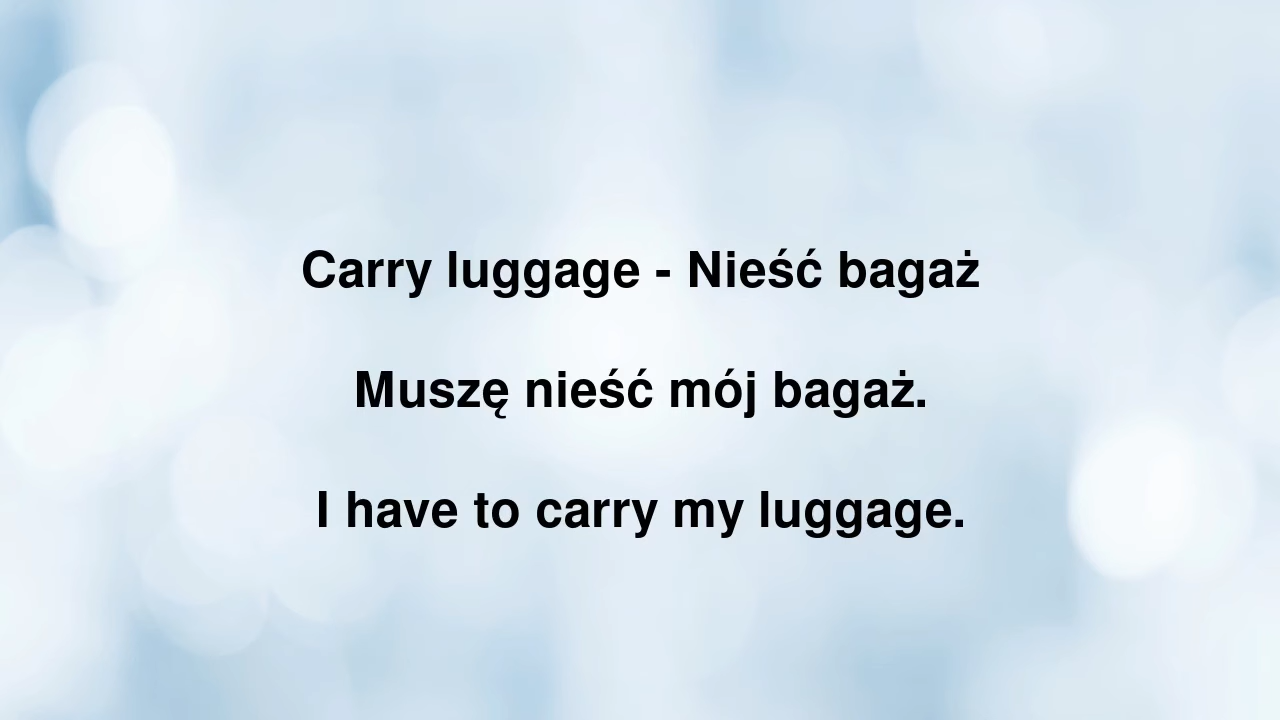 Carry luggage - Nieść bagaż
Muszę nieść mój bagaż.
I have to carry my luggage.